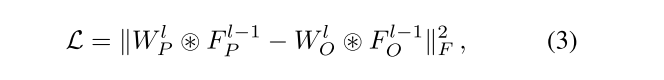 ℒ = ‖W_P^l ⊛ F_P^{l−1} − W_O^l ⊛ F_O^{l−1}‖_F^2 , (3)